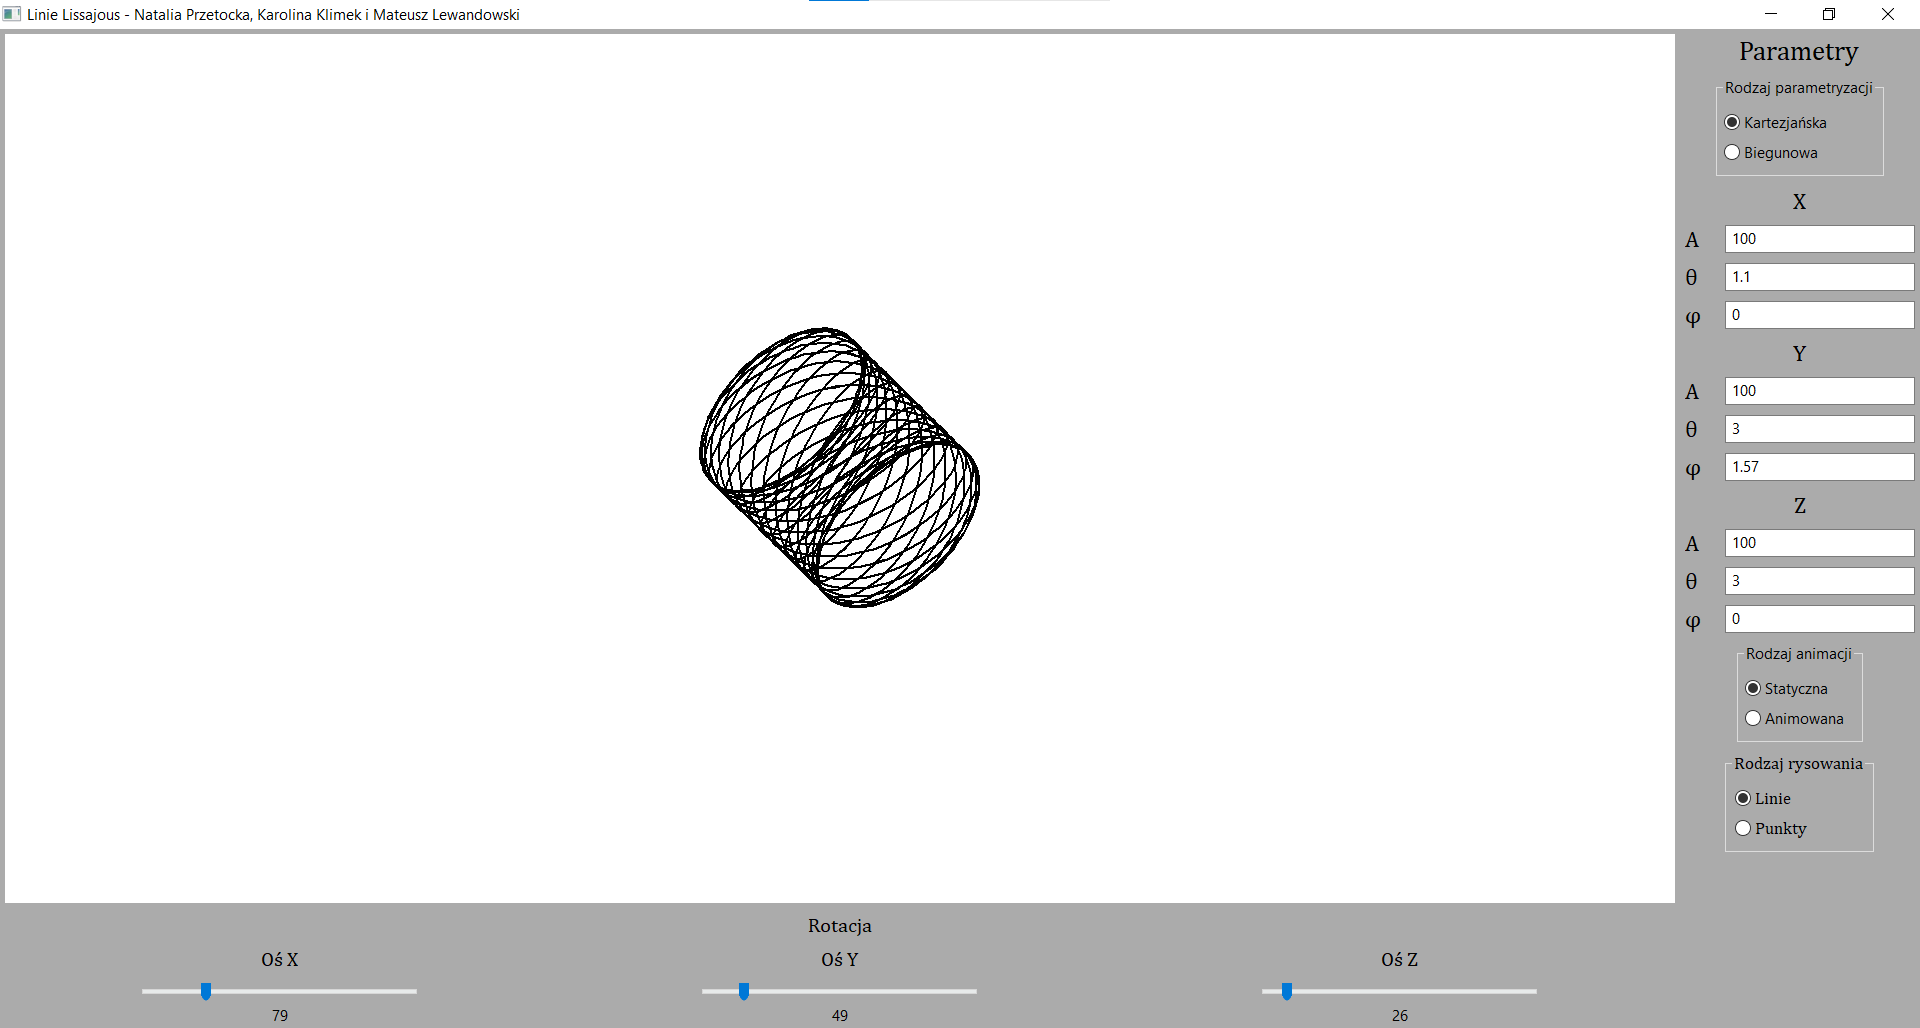 Linie Lissajous - Natalia Przetocka, Karolina Klimek i Mateusz Lewandowski
Parametry
Rodzaj parametryzacji
Kartezjańska
Biegunowa
X
A 100
θ 1.1
φ 0
Y
A 100
θ 3
φ 1.57
Z
A 100
θ 3
φ 0
Rodzaj animacji
Statyczna
Animowana
Rodzaj rysowania
Linie
Punkty
Rotacja
Oś X
Oś Y
Oś Z
79
49
26